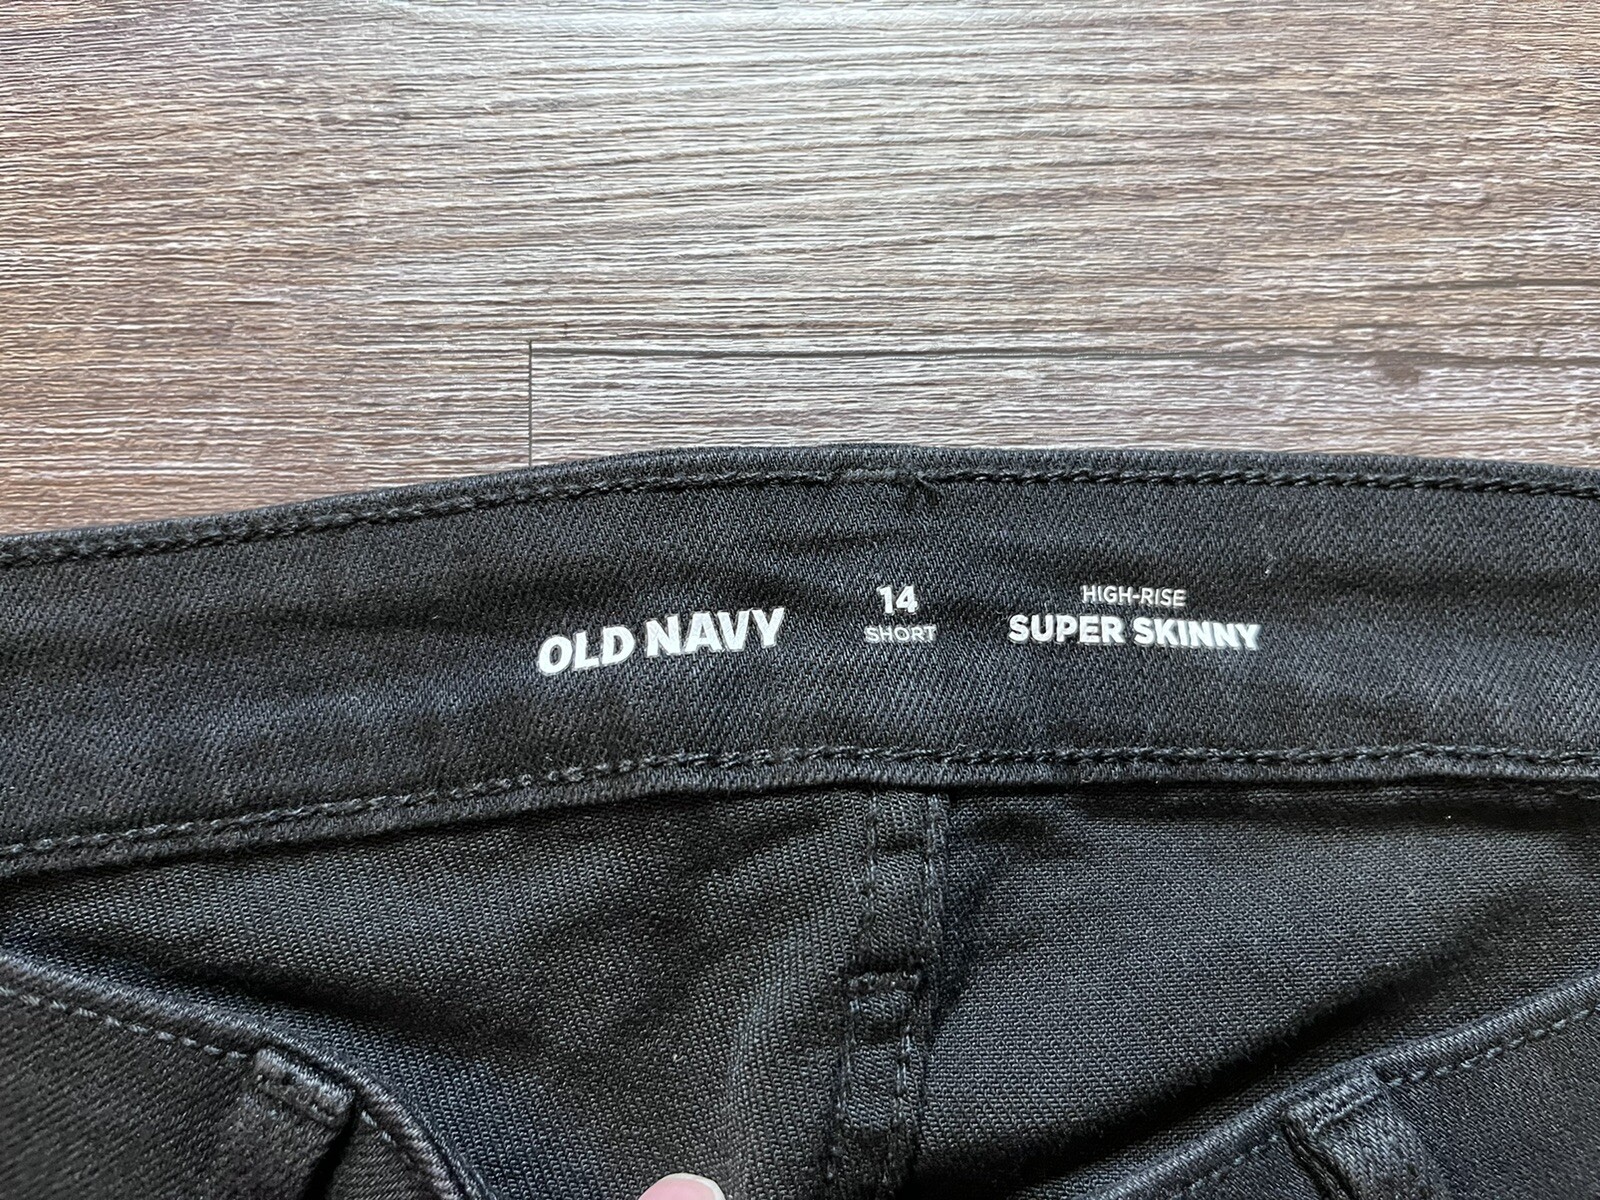 OLD NAVY
14
SHORT
HIGH-RISE
SUPER SKINNY